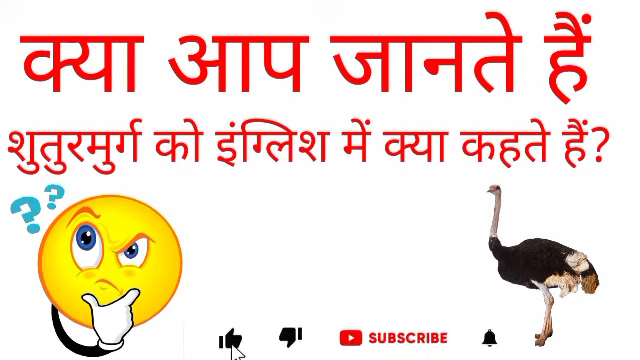 क्या आप जानते हैं
शुतुरमुर्ग को इंग्लिश में क्या कहते हैं?
??
SUBSCRIBE